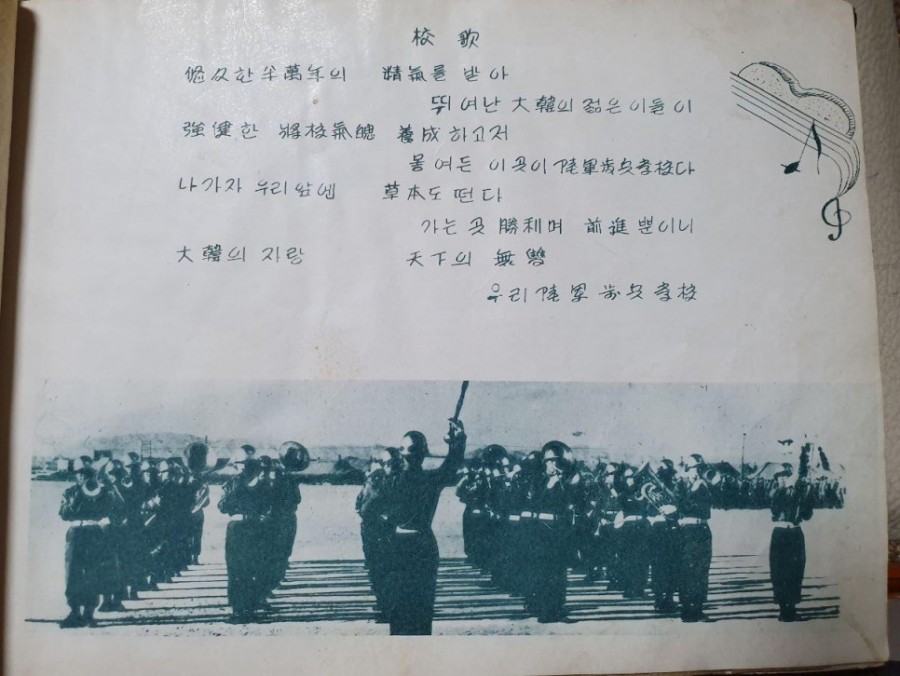 校歌
悠久한 半萬年의 精氣를 받아
뛰여난 大韓의 젊은이들이
強健한 將校氣魄 養成하고저
몽여든 이곳이 陸軍步兵學校다
나가자 우리 앞엔 草木도 떤다
가는곳 勝利며 前進뿐이니
大韓의 자랑 天下의 無雙
우리 陸軍步兵學校